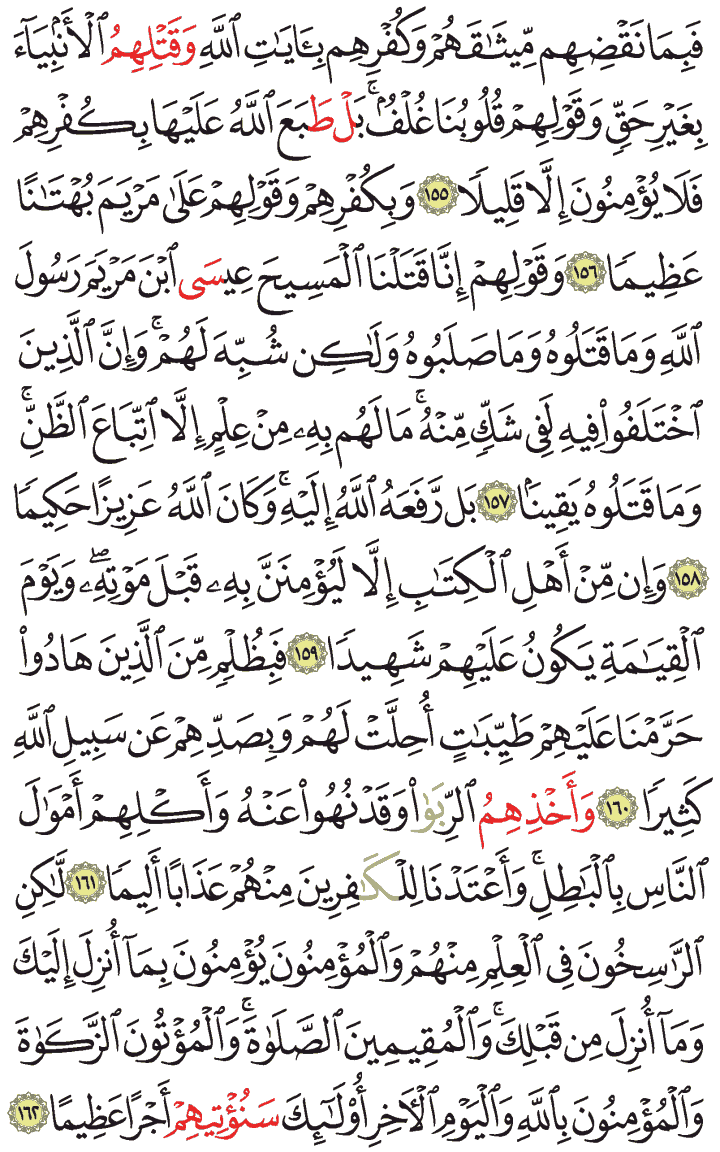 فَبِمَا نَقْضِهِم مِّيثَـٰقَهُمْ وَكُفْرِهِم بِـَٔايَـٰتِ ٱللَّهِ وَقَتْلِهِمُ ٱلْأَنۢبِيَآءَ
بِغَيْرِ حَقٍّ وَقَوْلِهِمْ قُلُوبُنَا غُلْفُۢ ۚ بَلْ طَبَعَ ٱللَّهُ عَلَيْهَا بِكُفْرِهِمْ
فَلَا يُؤْمِنُونَ إِلَّا قَلِيلًا ١٥٥ وَبِكُفْرِهِمْ وَقَوْلِهِمْ عَلَىٰ مَرْيَمَ بُهْتَـٰنًا
عَظِيمًا ١٥٦ وَقَوْلِهِمْ إِنَّا قَتَلْنَا ٱلْمَسِيحَ عِيسَى ٱبْنَ مَرْيَمَ رَسُولَ
ٱللَّهِ وَمَا قَتَلُوهُ وَمَا صَلَبُوهُ وَلَـٰكِن شُبِّهَ لَهُمْ ۚ وَإِنَّ ٱلَّذِينَ
ٱخْتَلَفُوا۟ فِيهِ لَفِى شَكٍّ مِّنْهُ ۚ مَا لَهُم بِهِۦ مِنْ عِلْمٍ إِلَّا ٱتِّبَاعَ ٱلظَّنِّ ۚ
وَمَا قَتَلُوهُ يَقِينًۢا ١٥٧ بَل رَّفَعَهُ ٱللَّهُ إِلَيْهِ ۚ وَكَانَ ٱللَّهُ عَزِيزًا حَكِيمًا
١٥٨ وَإِن مِّنْ أَهْلِ ٱلْكِتَـٰبِ إِلَّا لَيُؤْمِنَنَّ بِهِۦ قَبْلَ مَوْتِهِۦ ۖ وَيَوْمَ
ٱلْقِيَـٰمَةِ يَكُونُ عَلَيْهِمْ شَهِيدًا ١٥٩ فَبِظُلْمٍ مِّنَ ٱلَّذِينَ هَادُوا۟
حَرَّمْنَا عَلَيْهِمْ طَيِّبَـٰتٍ أُحِلَّتْ لَهُمْ وَبِصَدِّهِمْ عَن سَبِيلِ ٱللَّهِ
كَثِيرًا ١٦٠ وَأَخْذِهِمُ ٱلرِّبَوٰا۟ وَقَدْ نُهُوا۟ عَنْهُ وَأَكْلِهِمْ أَمْوَٰلَ
ٱلنَّاسِ بِٱلْبَـٰطِلِ ۚ وَأَعْتَدْنَا لِلْكَـٰفِرِينَ مِنْهُمْ عَذَابًا أَلِيمًا ١٦١ لَّـٰكِنِ
ٱلرَّٰسِخُونَ فِى ٱلْعِلْمِ مِنْهُمْ وَٱلْمُؤْمِنُونَ يُؤْمِنُونَ بِمَآ أُنزِلَ إِلَيْكَ
وَمَآ أُنزِلَ مِن قَبْلِكَ ۚ وَٱلْمُقِيمِينَ ٱلصَّلَوٰةَ ۚ وَٱلْمُؤْتُونَ ٱلزَّكَوٰةَ
وَٱلْمُؤْمِنُونَ بِٱللَّهِ وَٱلْيَوْمِ ٱلْـَٔاخِرِ أُو۟لَـٰٓئِكَ سَنُؤْتِيهِمْ أَجْرًا عَظِيمًا ١٦٢